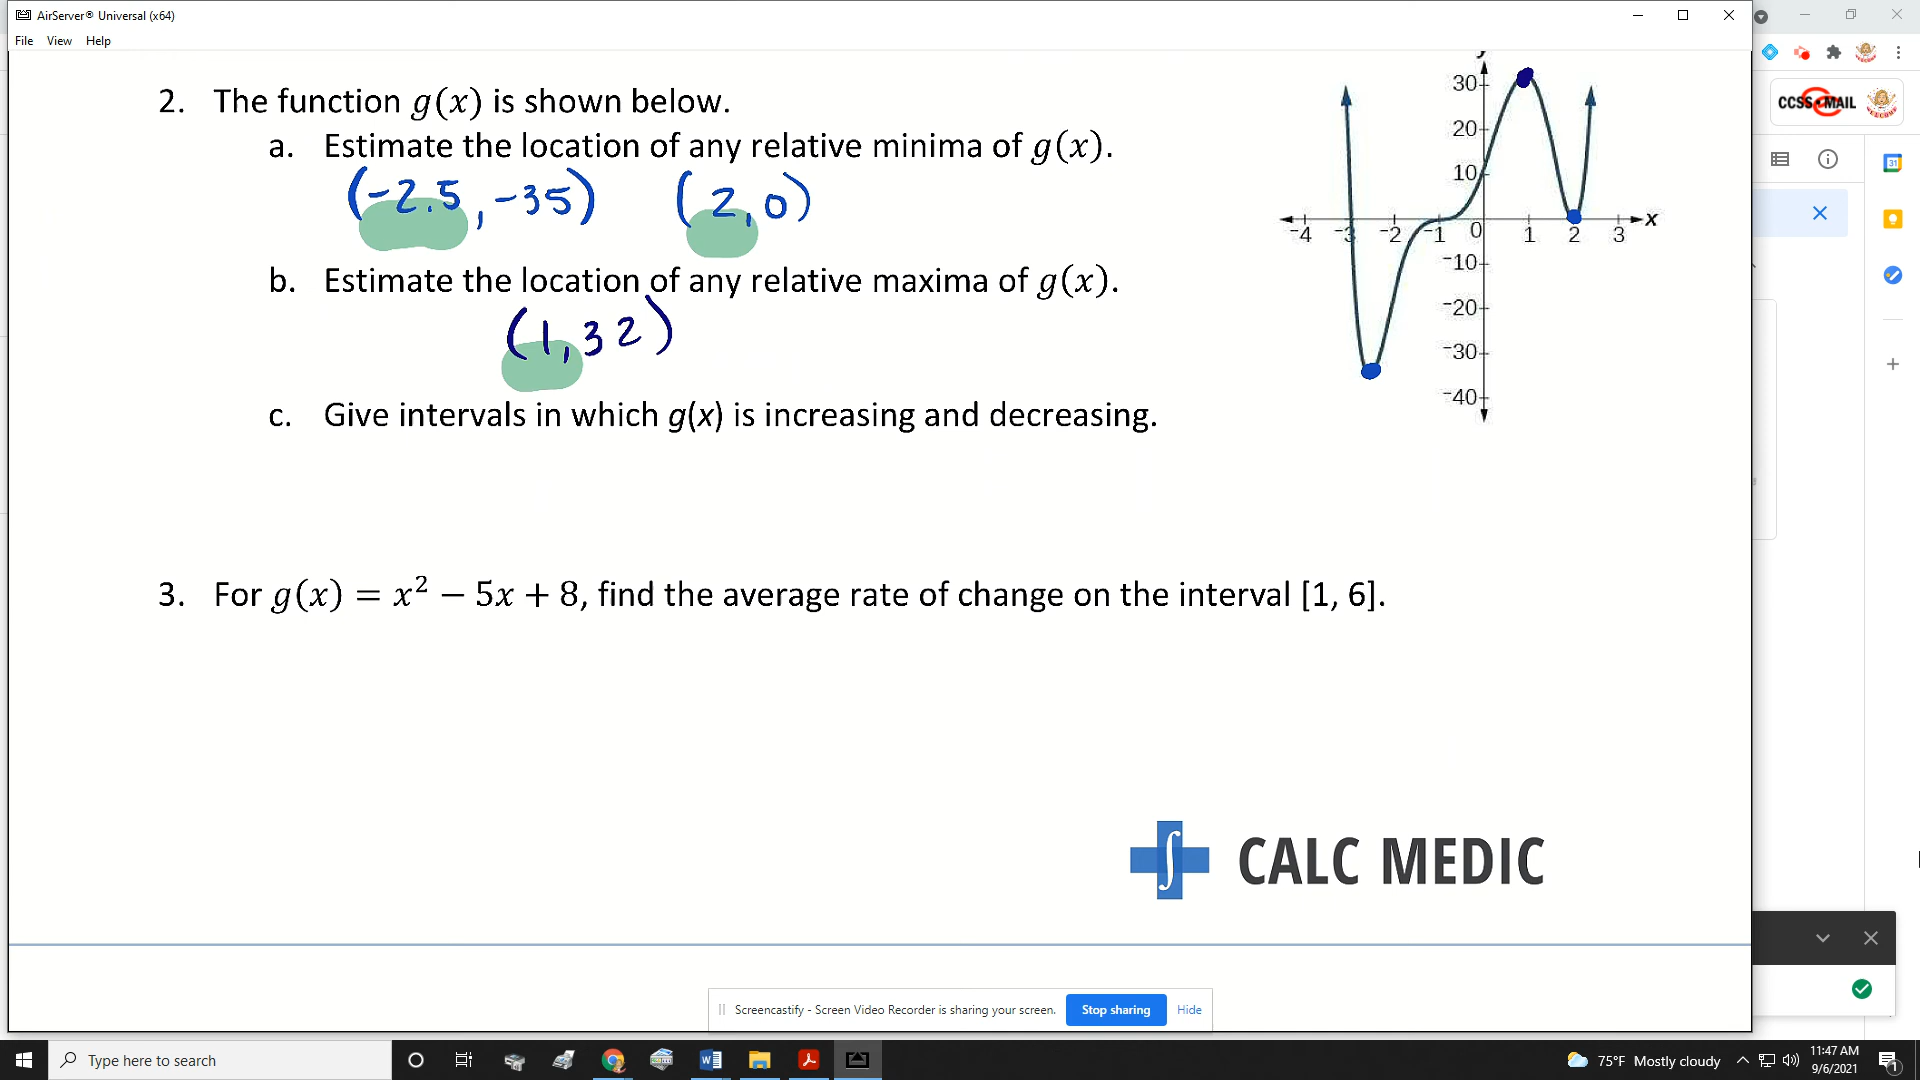 AirServer® Universal (x64)
File View Help
2. The function g(x) is shown below.
a. Estimate the location of any relative minima of g(x).
(-2.5, -35) (2, 0)
b. Estimate the location of any relative maxima of g(x).
(1, 32)
c. Give intervals in which g(x) is increasing and decreasing.
y
30
20
10
-4 -3 -2 -1 0 1 2 3 x
-10
-20
-30
-40
3. For g(x) = x² − 5x + 8, find the average rate of change on the interval [1, 6].
∫ CALC MEDIC
CCSS MAIL
WELCOME
31
Screencastify - Screen Video Recorder is sharing your screen. Stop sharing Hide
Type here to search
75°F Mostly cloudy
11:47 AM
9/6/2021
1